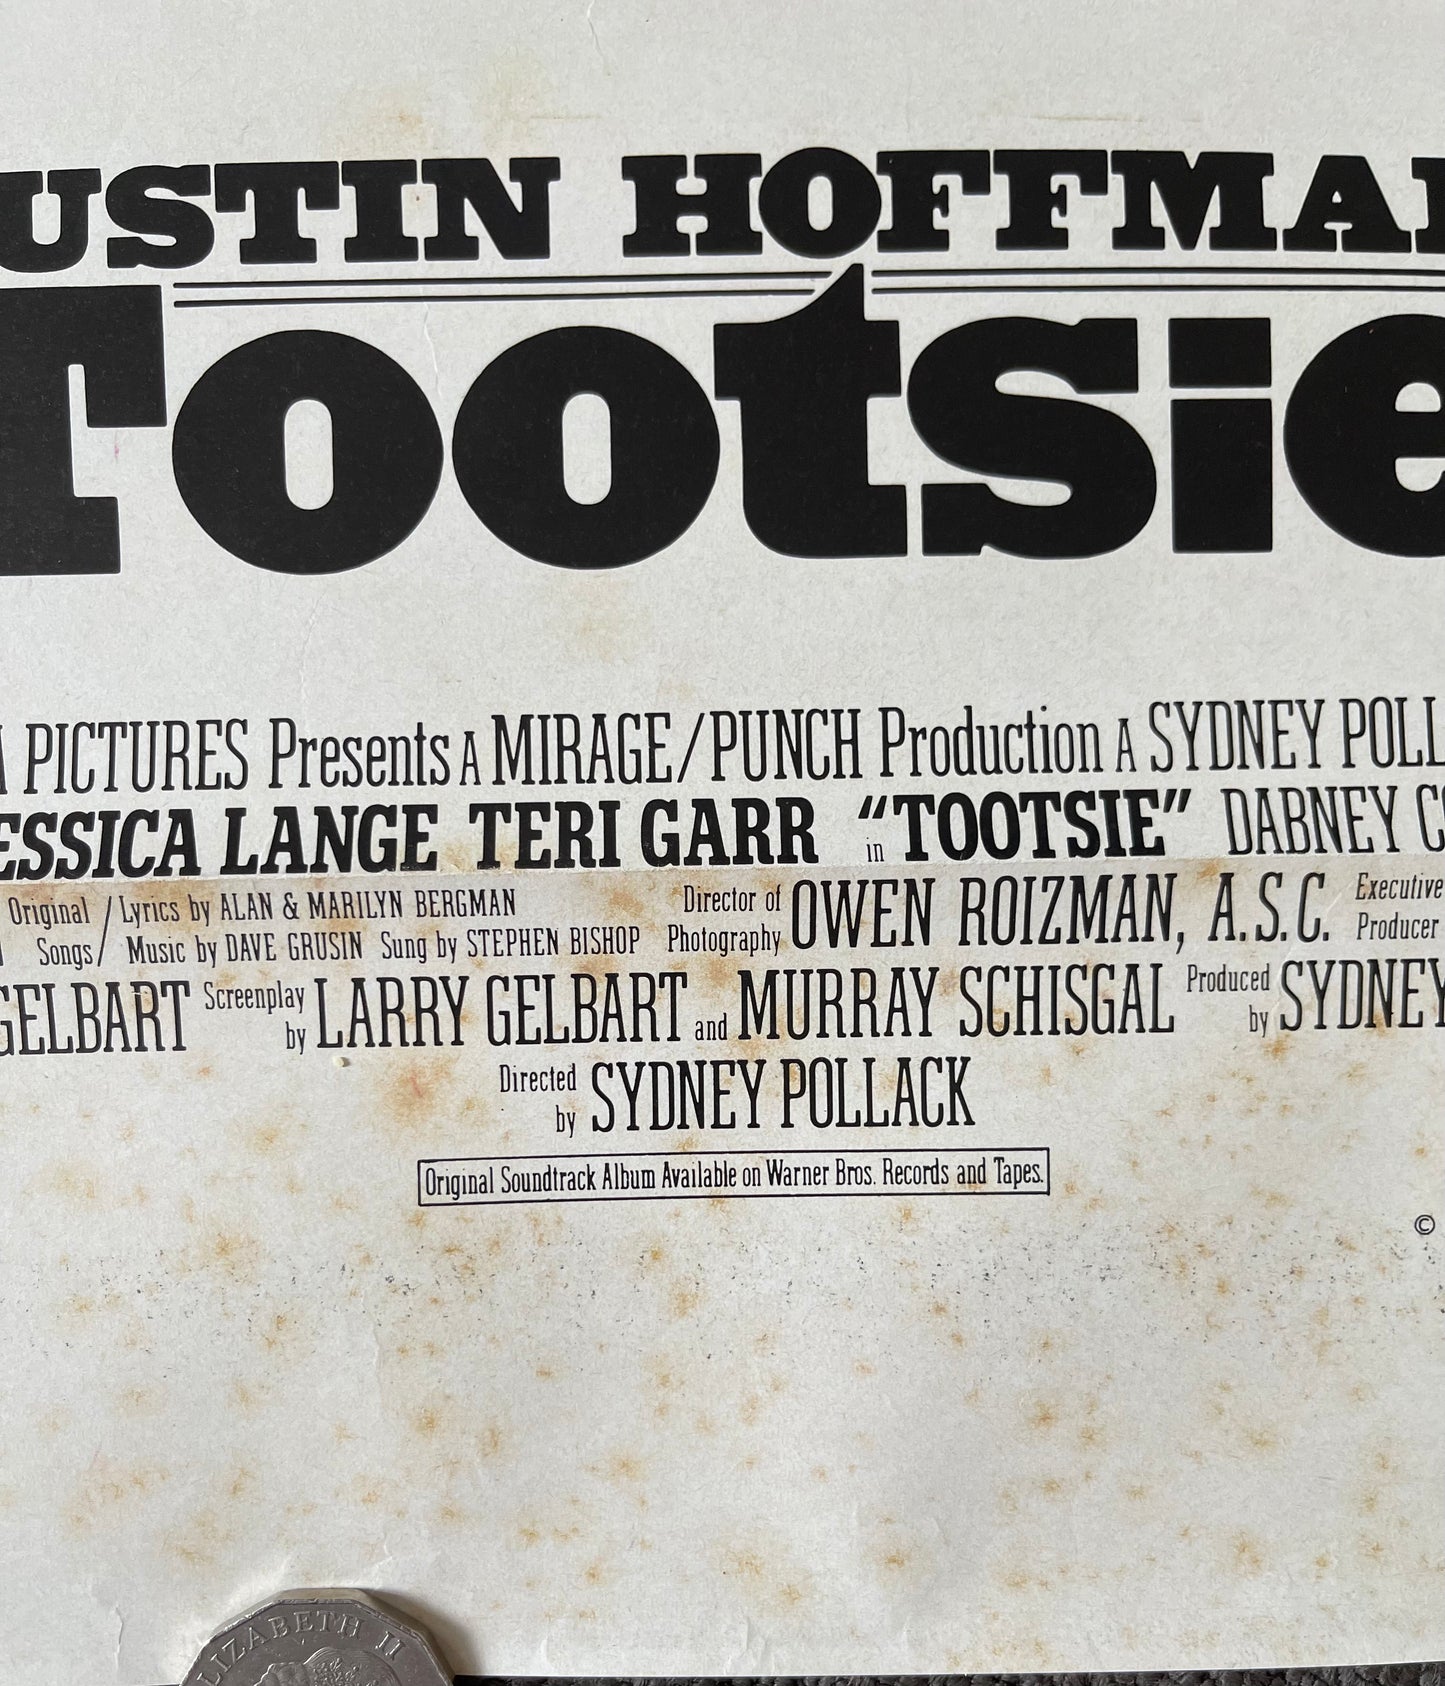 USTIN HOFFMA
Tootsie
PICTURES Presents A MIRAGE/PUNCH Production A SYDNEY POLL
ESSICA LANGE TERI GARR in "TOOTSIE" DABNEY CO
Original Songs / Lyrics by ALAN & MARILYN BERGMAN
Music by DAVE GRUSIN Sung by STEPHEN BISHOP
Director of Photography OWEN ROIZMAN, A.S.C.
Executive Producer
GELBART Screenplay by LARRY GELBART and MURRAY SCHISGAL Produced by SYDNEY
Directed by SYDNEY POLLACK
Original Soundtrack Album Available on Warner Bros. Records and Tapes.
©
LIZABETH II